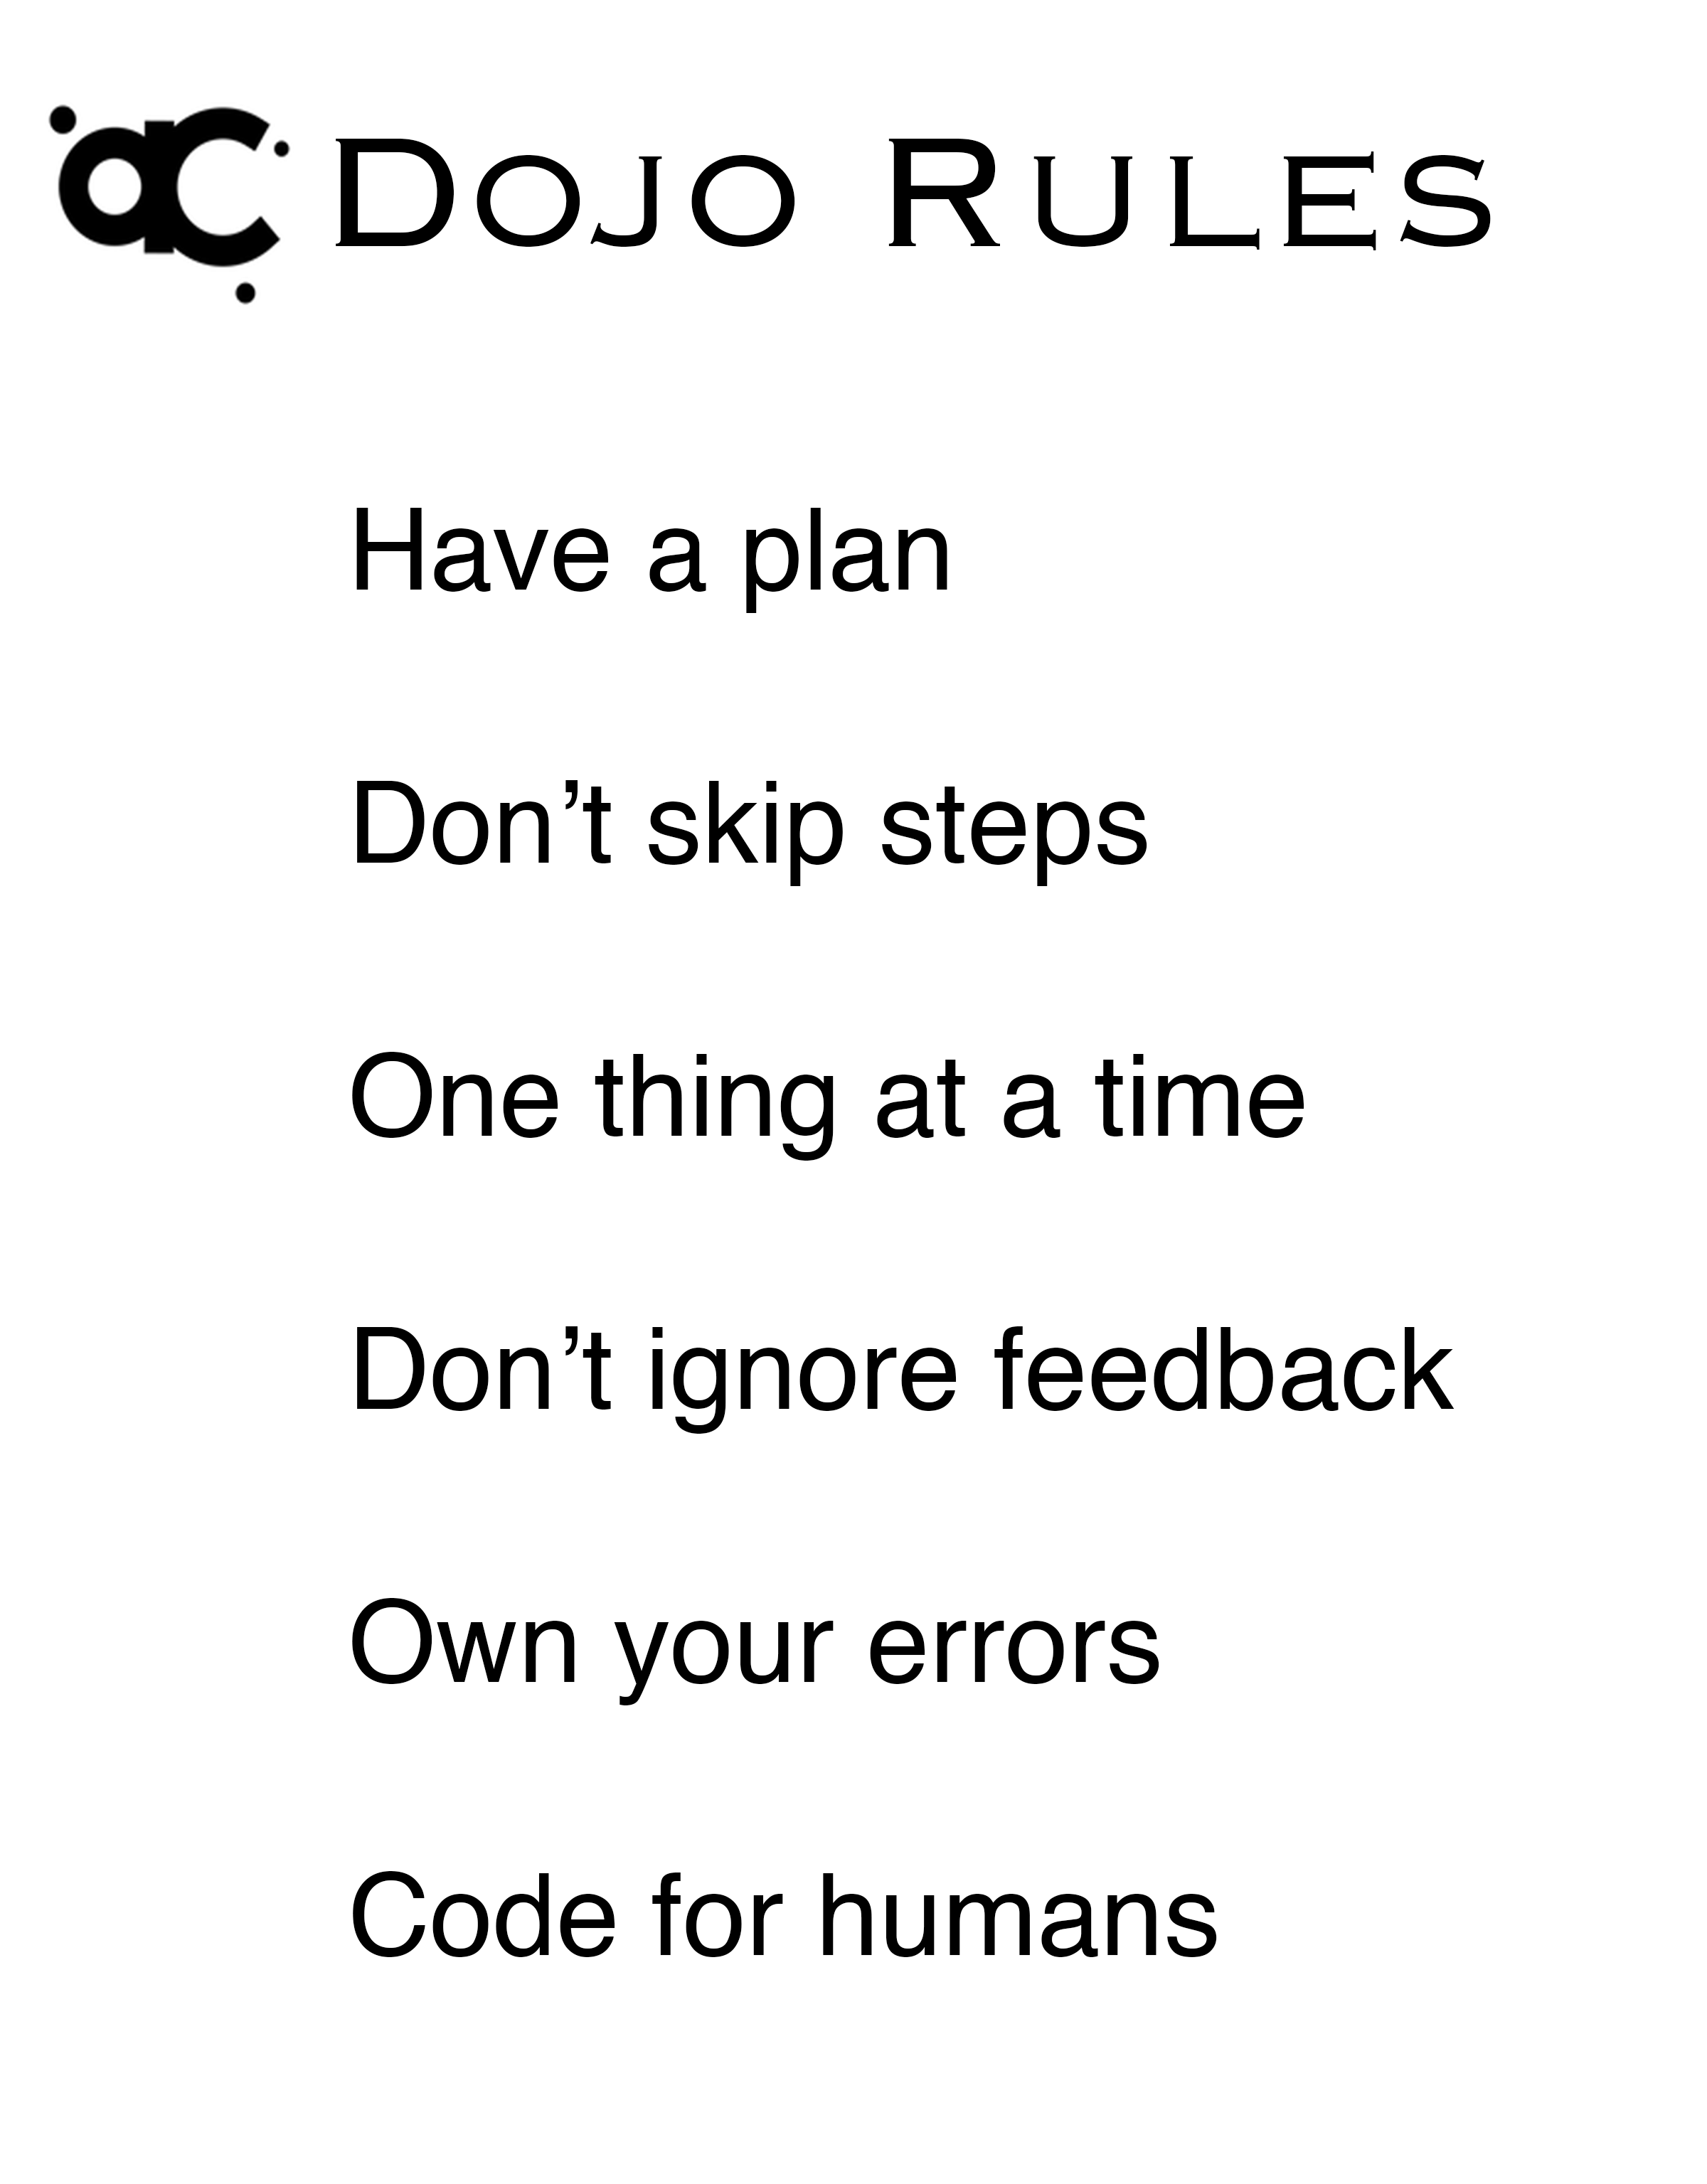 aC Dojo Rules
Have a plan
Don’t skip steps
One thing at a time
Don’t ignore feedback
Own your errors
Code for humans